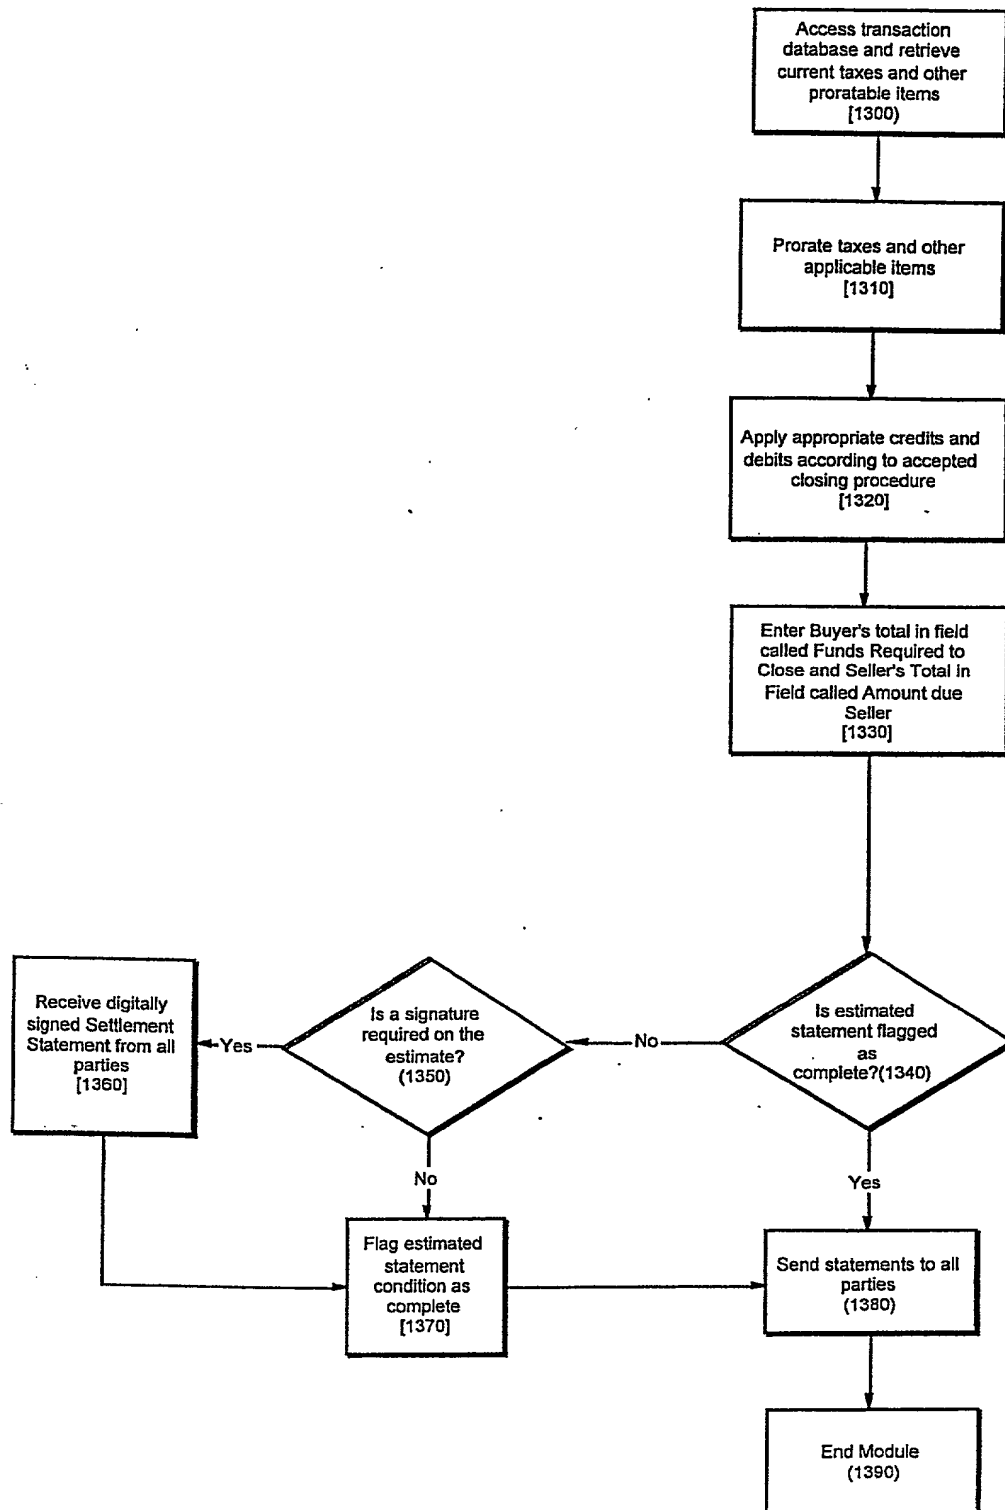 Access transaction
database and retrieve
current taxes and other
proratable items
[1300)
Prorate taxes and other
applicable items
[1310]
Apply appropriate credits and
debits according to accepted
closing procedure
[1320]
Enter Buyer's total in field
called Funds Required to
Close and Seller's Total in
Field called Amount due
Seller
[1330]
Is estimated
statement flagged
as
complete?(1340)
No
Is a signature
required on the
estimate?
(1350)
Yes
Receive digitally
signed Settlement
Statement from all
parties
[1360]
No
Yes
Flag estimated
statement
condition as
complete
[1370]
Send statements to all
parties
(1380)
End Module
(1390)